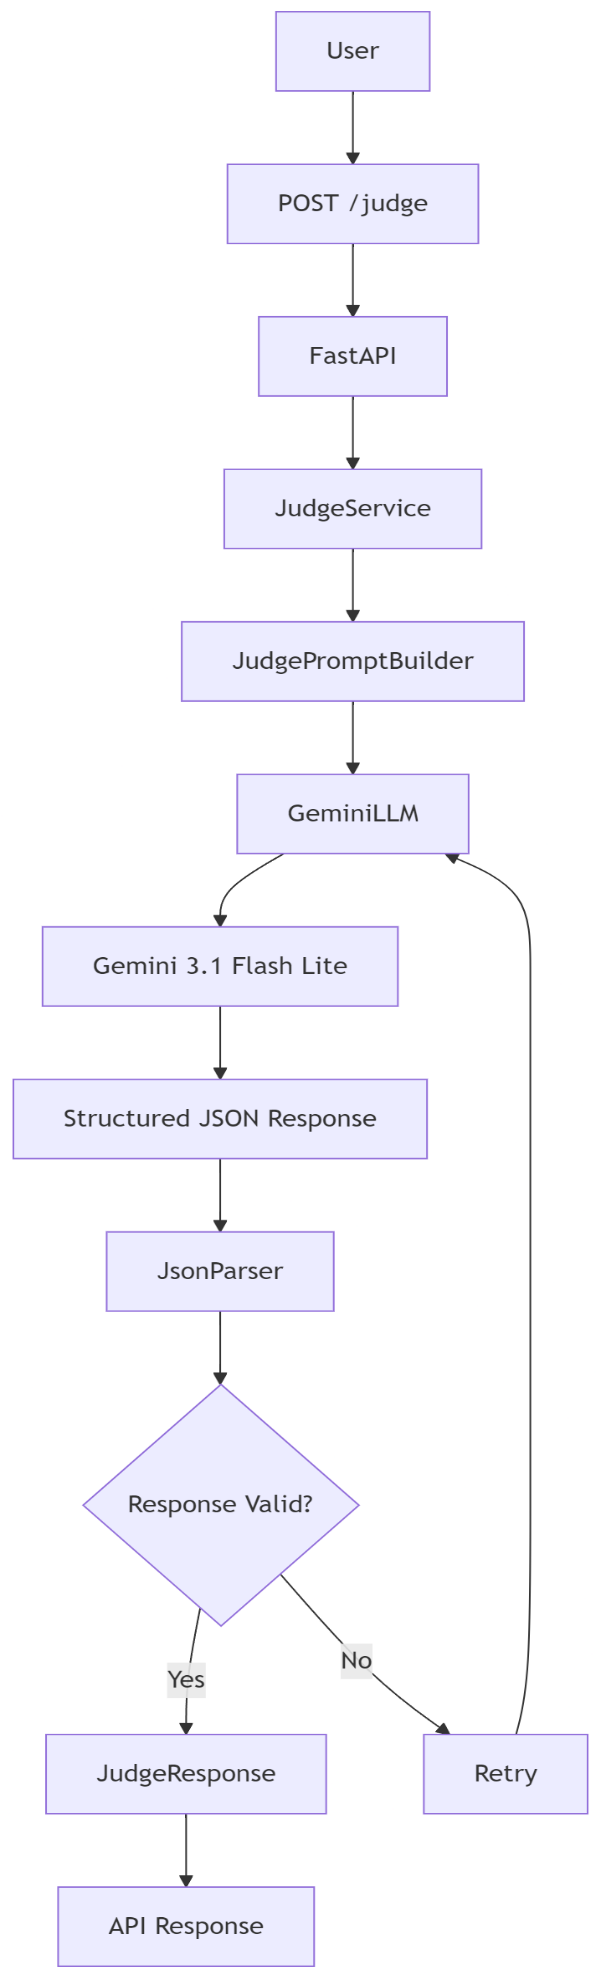 User
POST /judge
FastAPI
JudgeService
JudgePromptBuilder
GeminiLLM
Gemini 3.1 Flash Lite
Structured JSON Response
JsonParser
Response Valid?
Yes
No
JudgeResponse
Retry
API Response